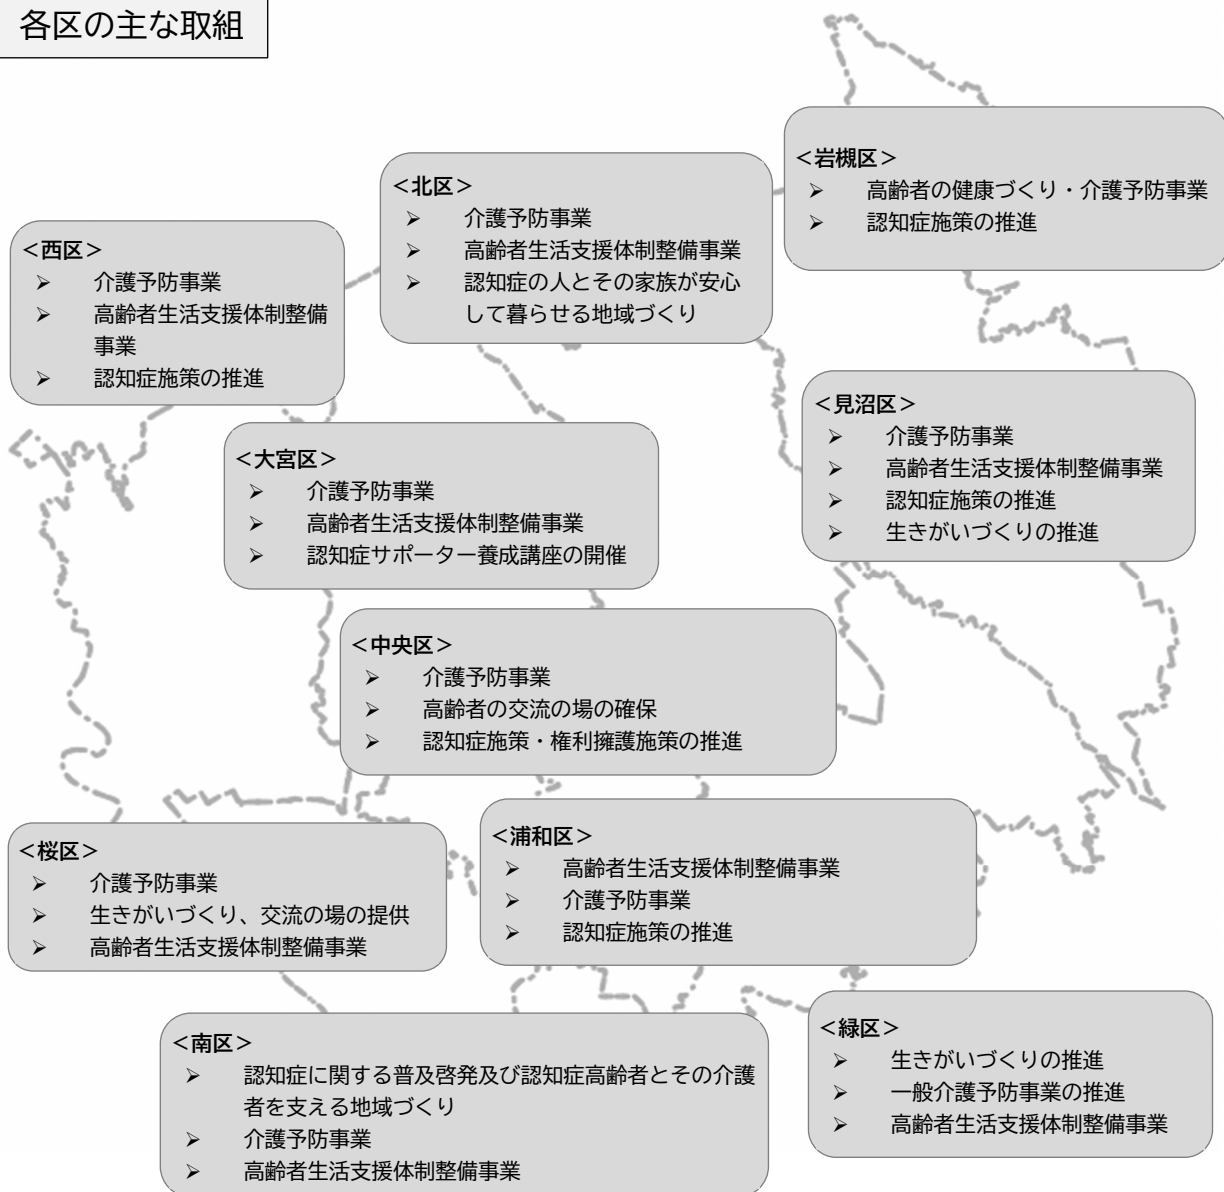 各区の主な取組
＜岩槻区＞
➢ 高齢者の健康づくり・介護予防事業
➢ 認知症施策の推進
＜北区＞
➢ 介護予防事業
➢ 高齢者生活支援体制整備事業
➢ 認知症の人とその家族が安心
して暮らせる地域づくり
＜西区＞
➢ 介護予防事業
➢ 高齢者生活支援体制整備
事業
➢ 認知症施策の推進
＜見沼区＞
➢ 介護予防事業
➢ 高齢者生活支援体制整備事業
➢ 認知症施策の推進
➢ 生きがいづくりの推進
＜大宮区＞
➢ 介護予防事業
➢ 高齢者生活支援体制整備事業
➢ 認知症サポーター養成講座の開催
＜中央区＞
➢ 介護予防事業
➢ 高齢者の交流の場の確保
➢ 認知症施策・権利擁護施策の推進
＜浦和区＞
➢ 高齢者生活支援体制整備事業
➢ 介護予防事業
➢ 認知症施策の推進
＜桜区＞
➢ 介護予防事業
➢ 生きがいづくり、交流の場の提供
➢ 高齢者生活支援体制整備事業
＜緑区＞
➢ 生きがいづくりの推進
➢ 一般介護予防事業の推進
➢ 高齢者生活支援体制整備事業
＜南区＞
➢ 認知症に関する普及啓発及び認知症高齢者とその介護
者を支える地域づくり
➢ 介護予防事業
➢ 高齢者生活支援体制整備事業